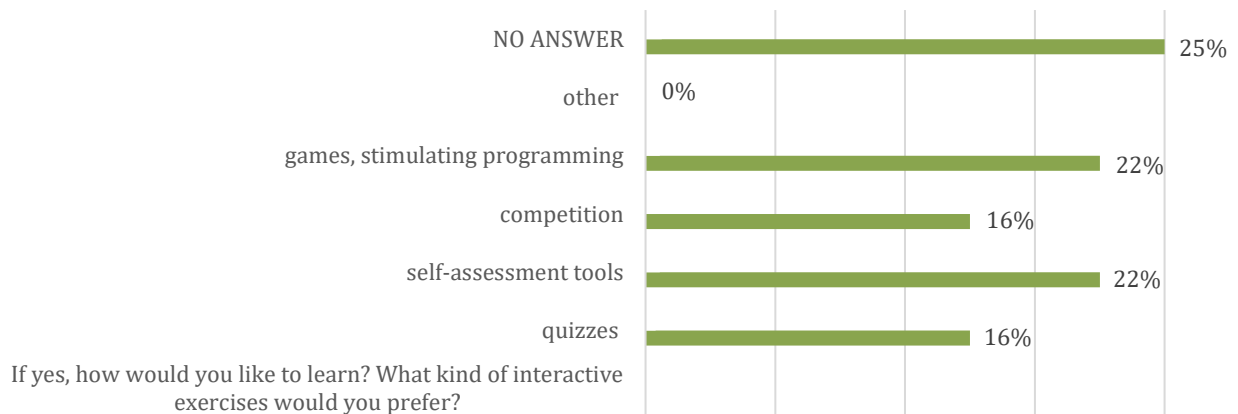 NO ANSWER
25%
other
0%
games, stimulating programming
22%
competition
16%
self-assessment tools
22%
quizzes
16%
If yes, how would you like to learn? What kind of interactive
exercises would you prefer?